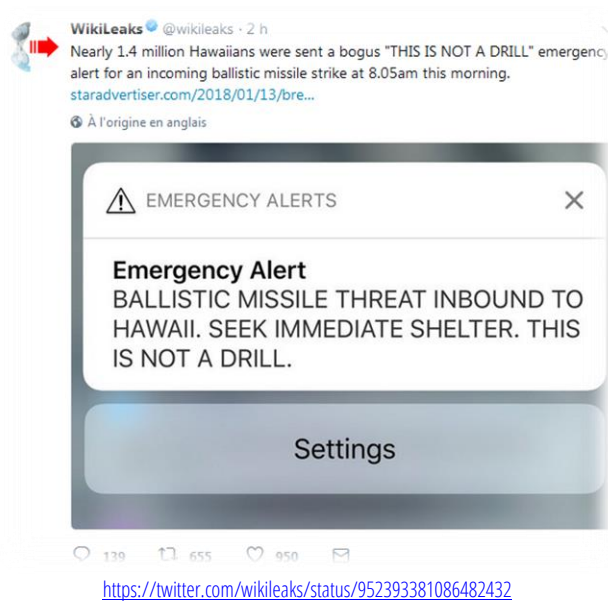 WikiLeaks @wikileaks · 2 h
Nearly 1.4 million Hawaiians were sent a bogus "THIS IS NOT A DRILL" emergency
alert for an incoming ballistic missile strike at 8.05am this morning.
staradvertiser.com/2018/01/13/bre...
À l'origine en anglais
EMERGENCY ALERTS
Emergency Alert
BALLISTIC MISSILE THREAT INBOUND TO
HAWAII. SEEK IMMEDIATE SHELTER. THIS
IS NOT A DRILL.
Settings
139 655 950
https://twitter.com/wikileaks/status/952393381086482432